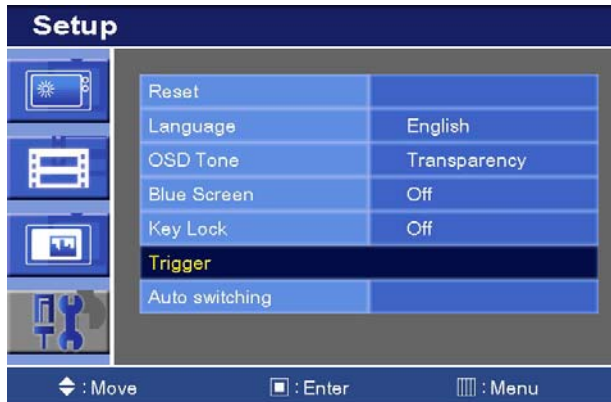 Setup
Reset
Language English
OSD Tone Transparency
Blue Screen Off
Key Lock Off
Trigger
Auto switching
: Move : Enter : Menu